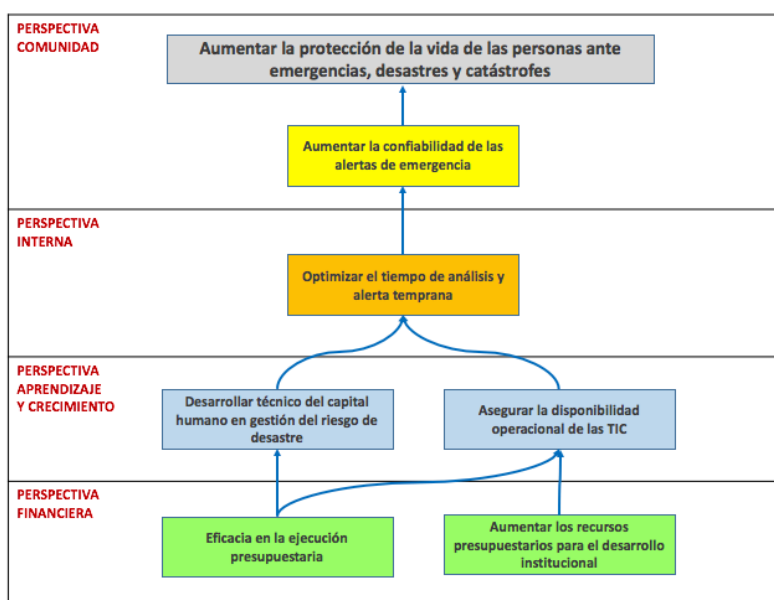 PERSPECTIVA
COMUNIDAD
Aumentar la protección de la vida de las personas ante
emergencias, desastres y catástrofes
Aumentar la confiabilidad de las
alertas de emergencia
PERSPECTIVA
INTERNA
Optimizar el tiempo de análisis y
alerta temprana
PERSPECTIVA
APRENDIZAJE
Y CRECIMIENTO
Desarrollar técnico del capital
humano en gestión del riesgo de
desastre
Asegurar la disponibilidad
operacional de las TIC
PERSPECTIVA
FINANCIERA
Eficacia en la ejecución
presupuestaria
Aumentar los recursos
presupuestarios para el desarrollo
institucional